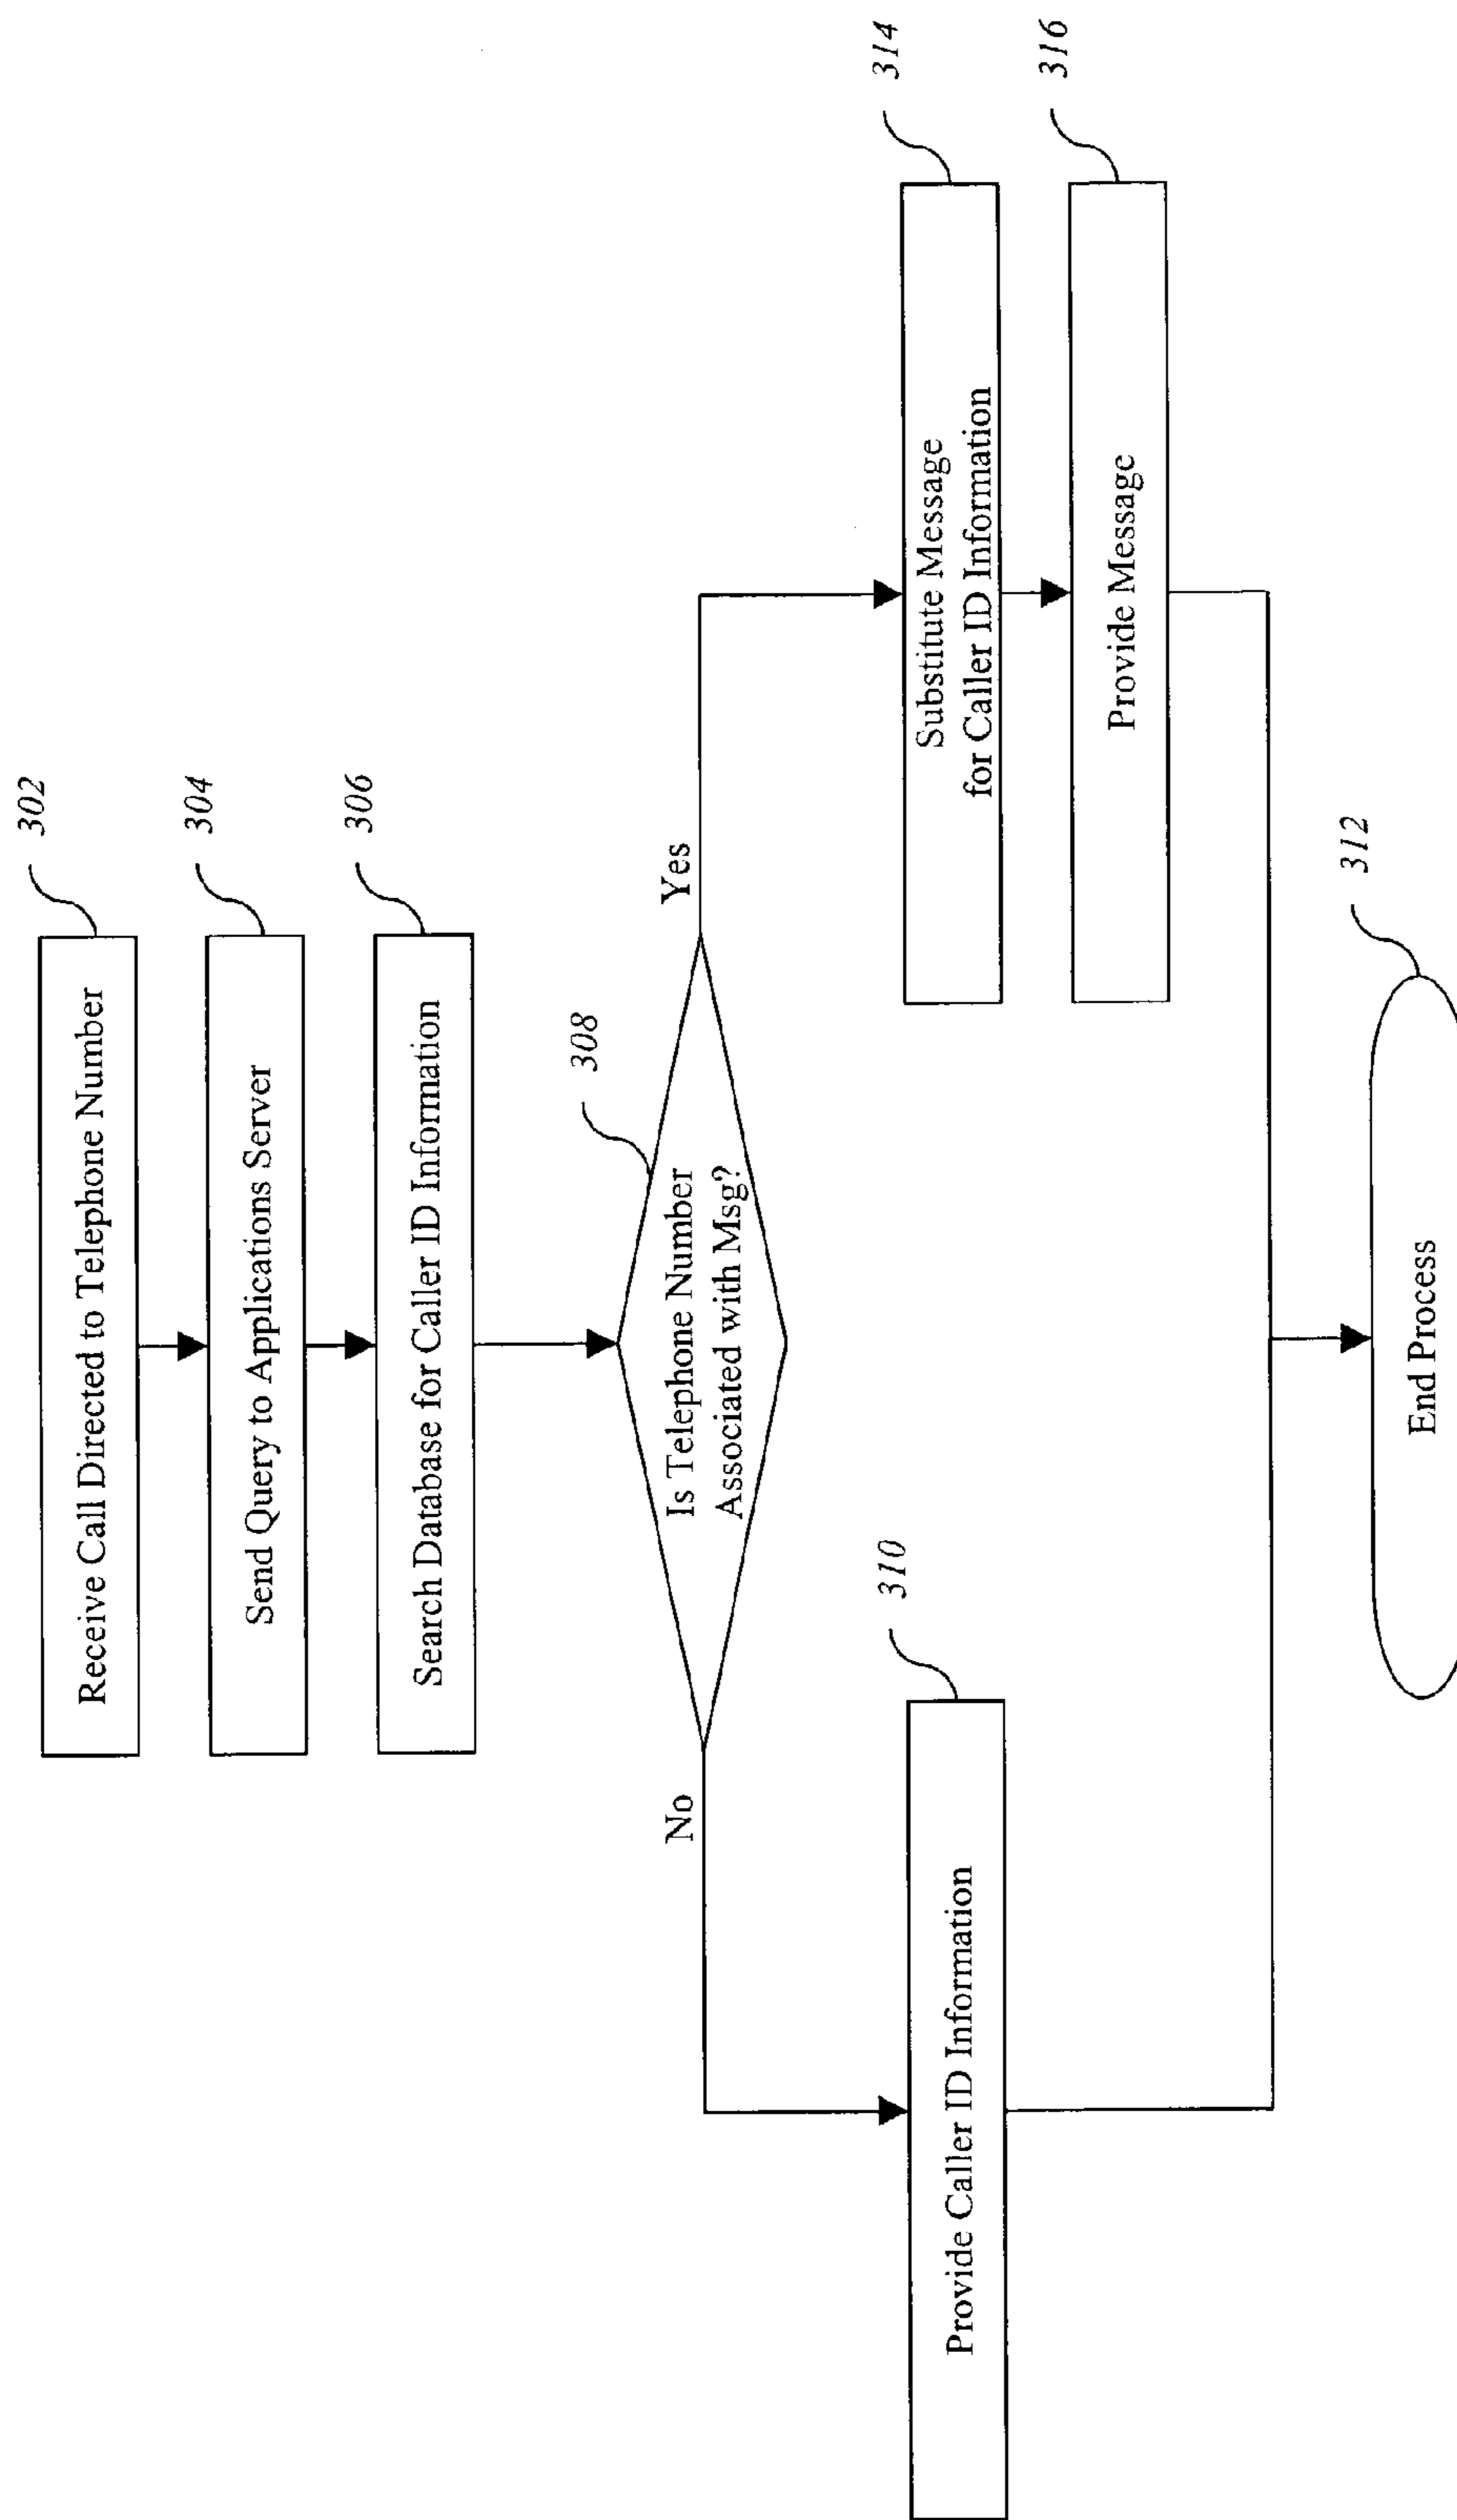 302
Receive Call Directed to Telephone Number
304
Send Query to Applications Server
306
Search Database for Caller ID Information
308
Is Telephone Number
Associated with Msg?
No
Yes
310
Provide Caller ID Information
314
Substitute Message
for Caller ID Information
316
Provide Message
312
End Process